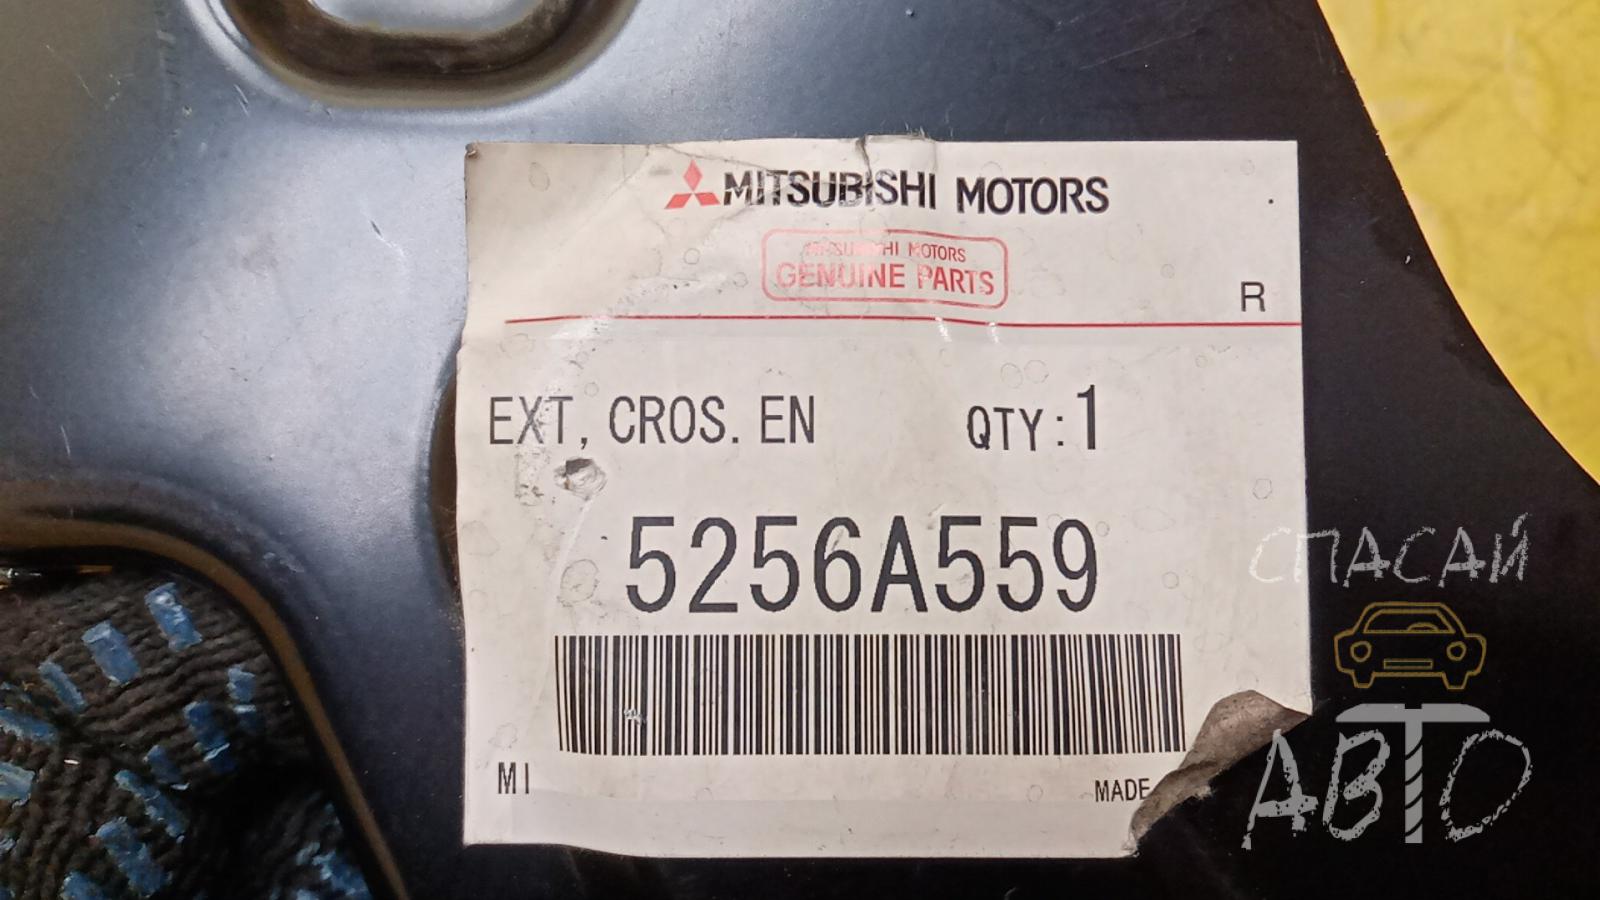 MITSUBISHI MOTORS
MITSUBISHI MOTORS
GENUINE PARTS
R
EXT, CROS. EN QTY:1
5256A559
MI MADE
СПАСАЙ
АВТО